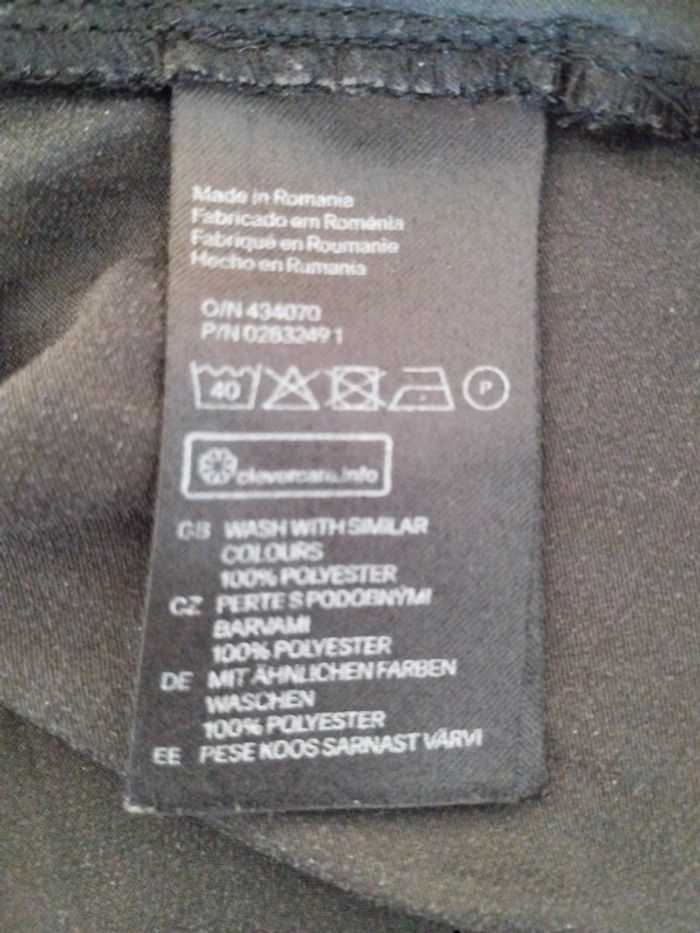 Made in Romania
Fabricado em Roménia
Fabriqué en Roumanie
Hecho en Rumania
O/N 434070
P/N 02832491
40
P
clevercare.info
GB WASH WITH SIMILAR
COLOURS
100% POLYESTER
CZ PERTE S PODOBNÝMI
BARVAMI
100% POLYESTER
DE MIT ÄHNLICHEN FARBEN
WASCHEN
100% POLYESTER
EE PESE KOOS SARNAST VÄRVI